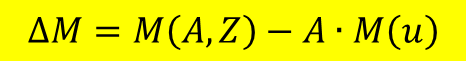 ΔM = M(A, Z) − A · M(u)